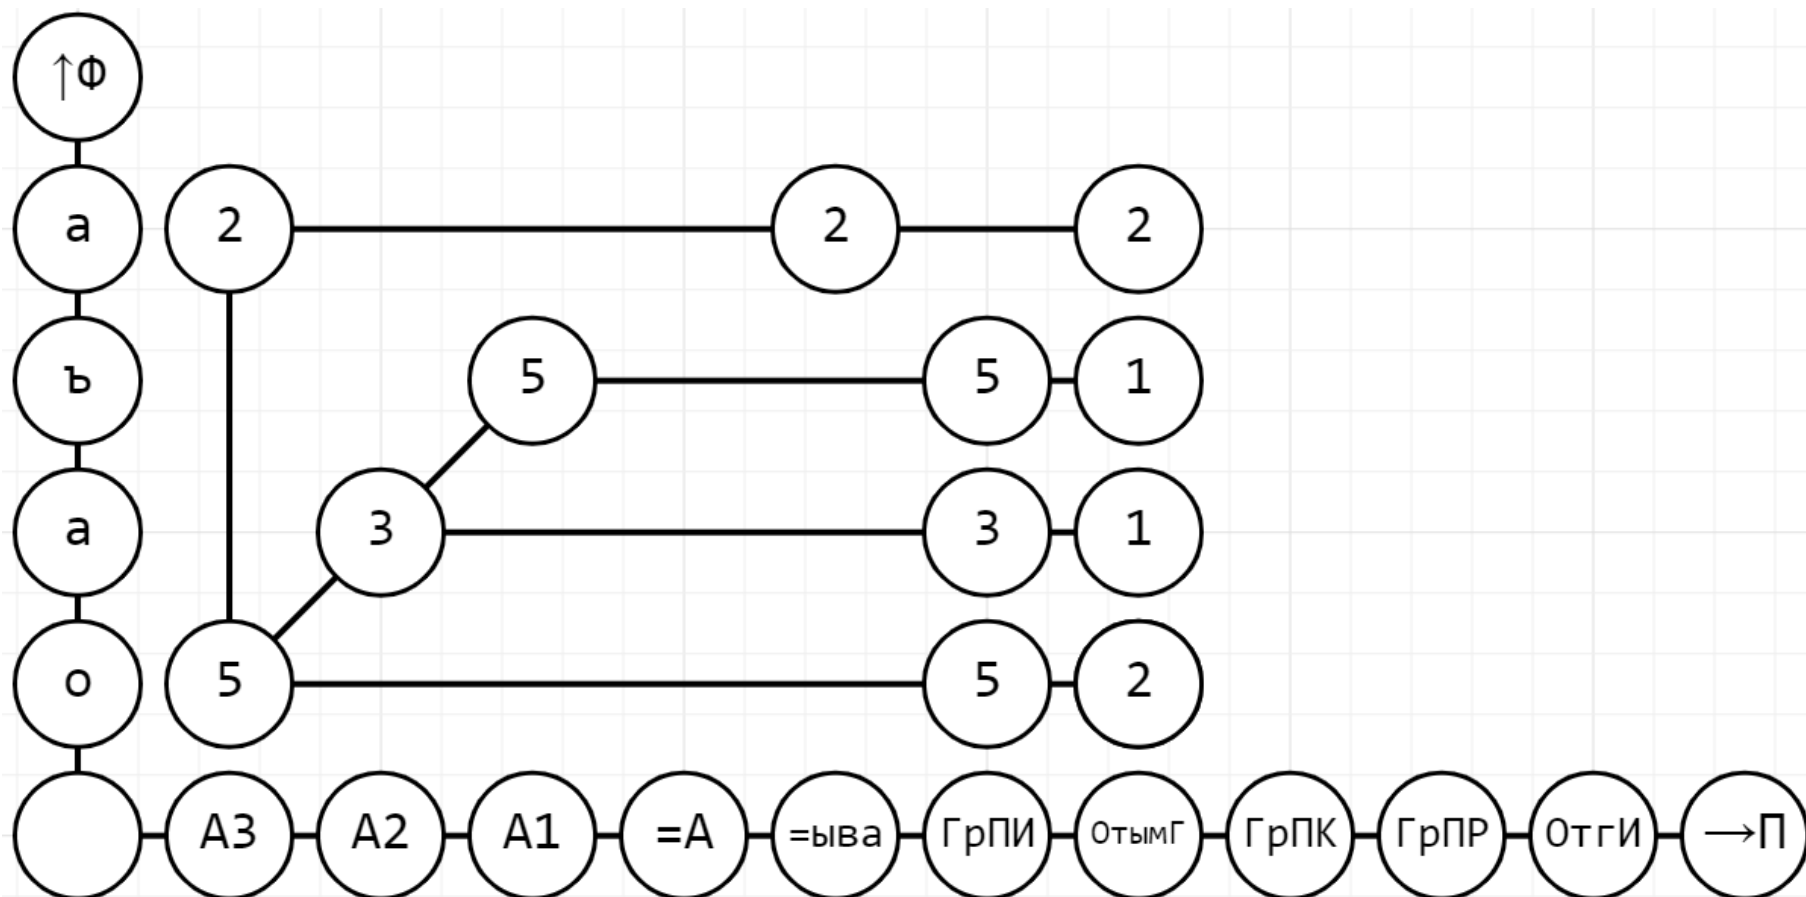 ↑Ф
а 2 2 2
ъ 5 5 1
а 3 3 1
о 5 5 2
А3 А2 А1 =А =ыва ГрПИ ОтымГ ГрПК ГрПР ОтгИ →П